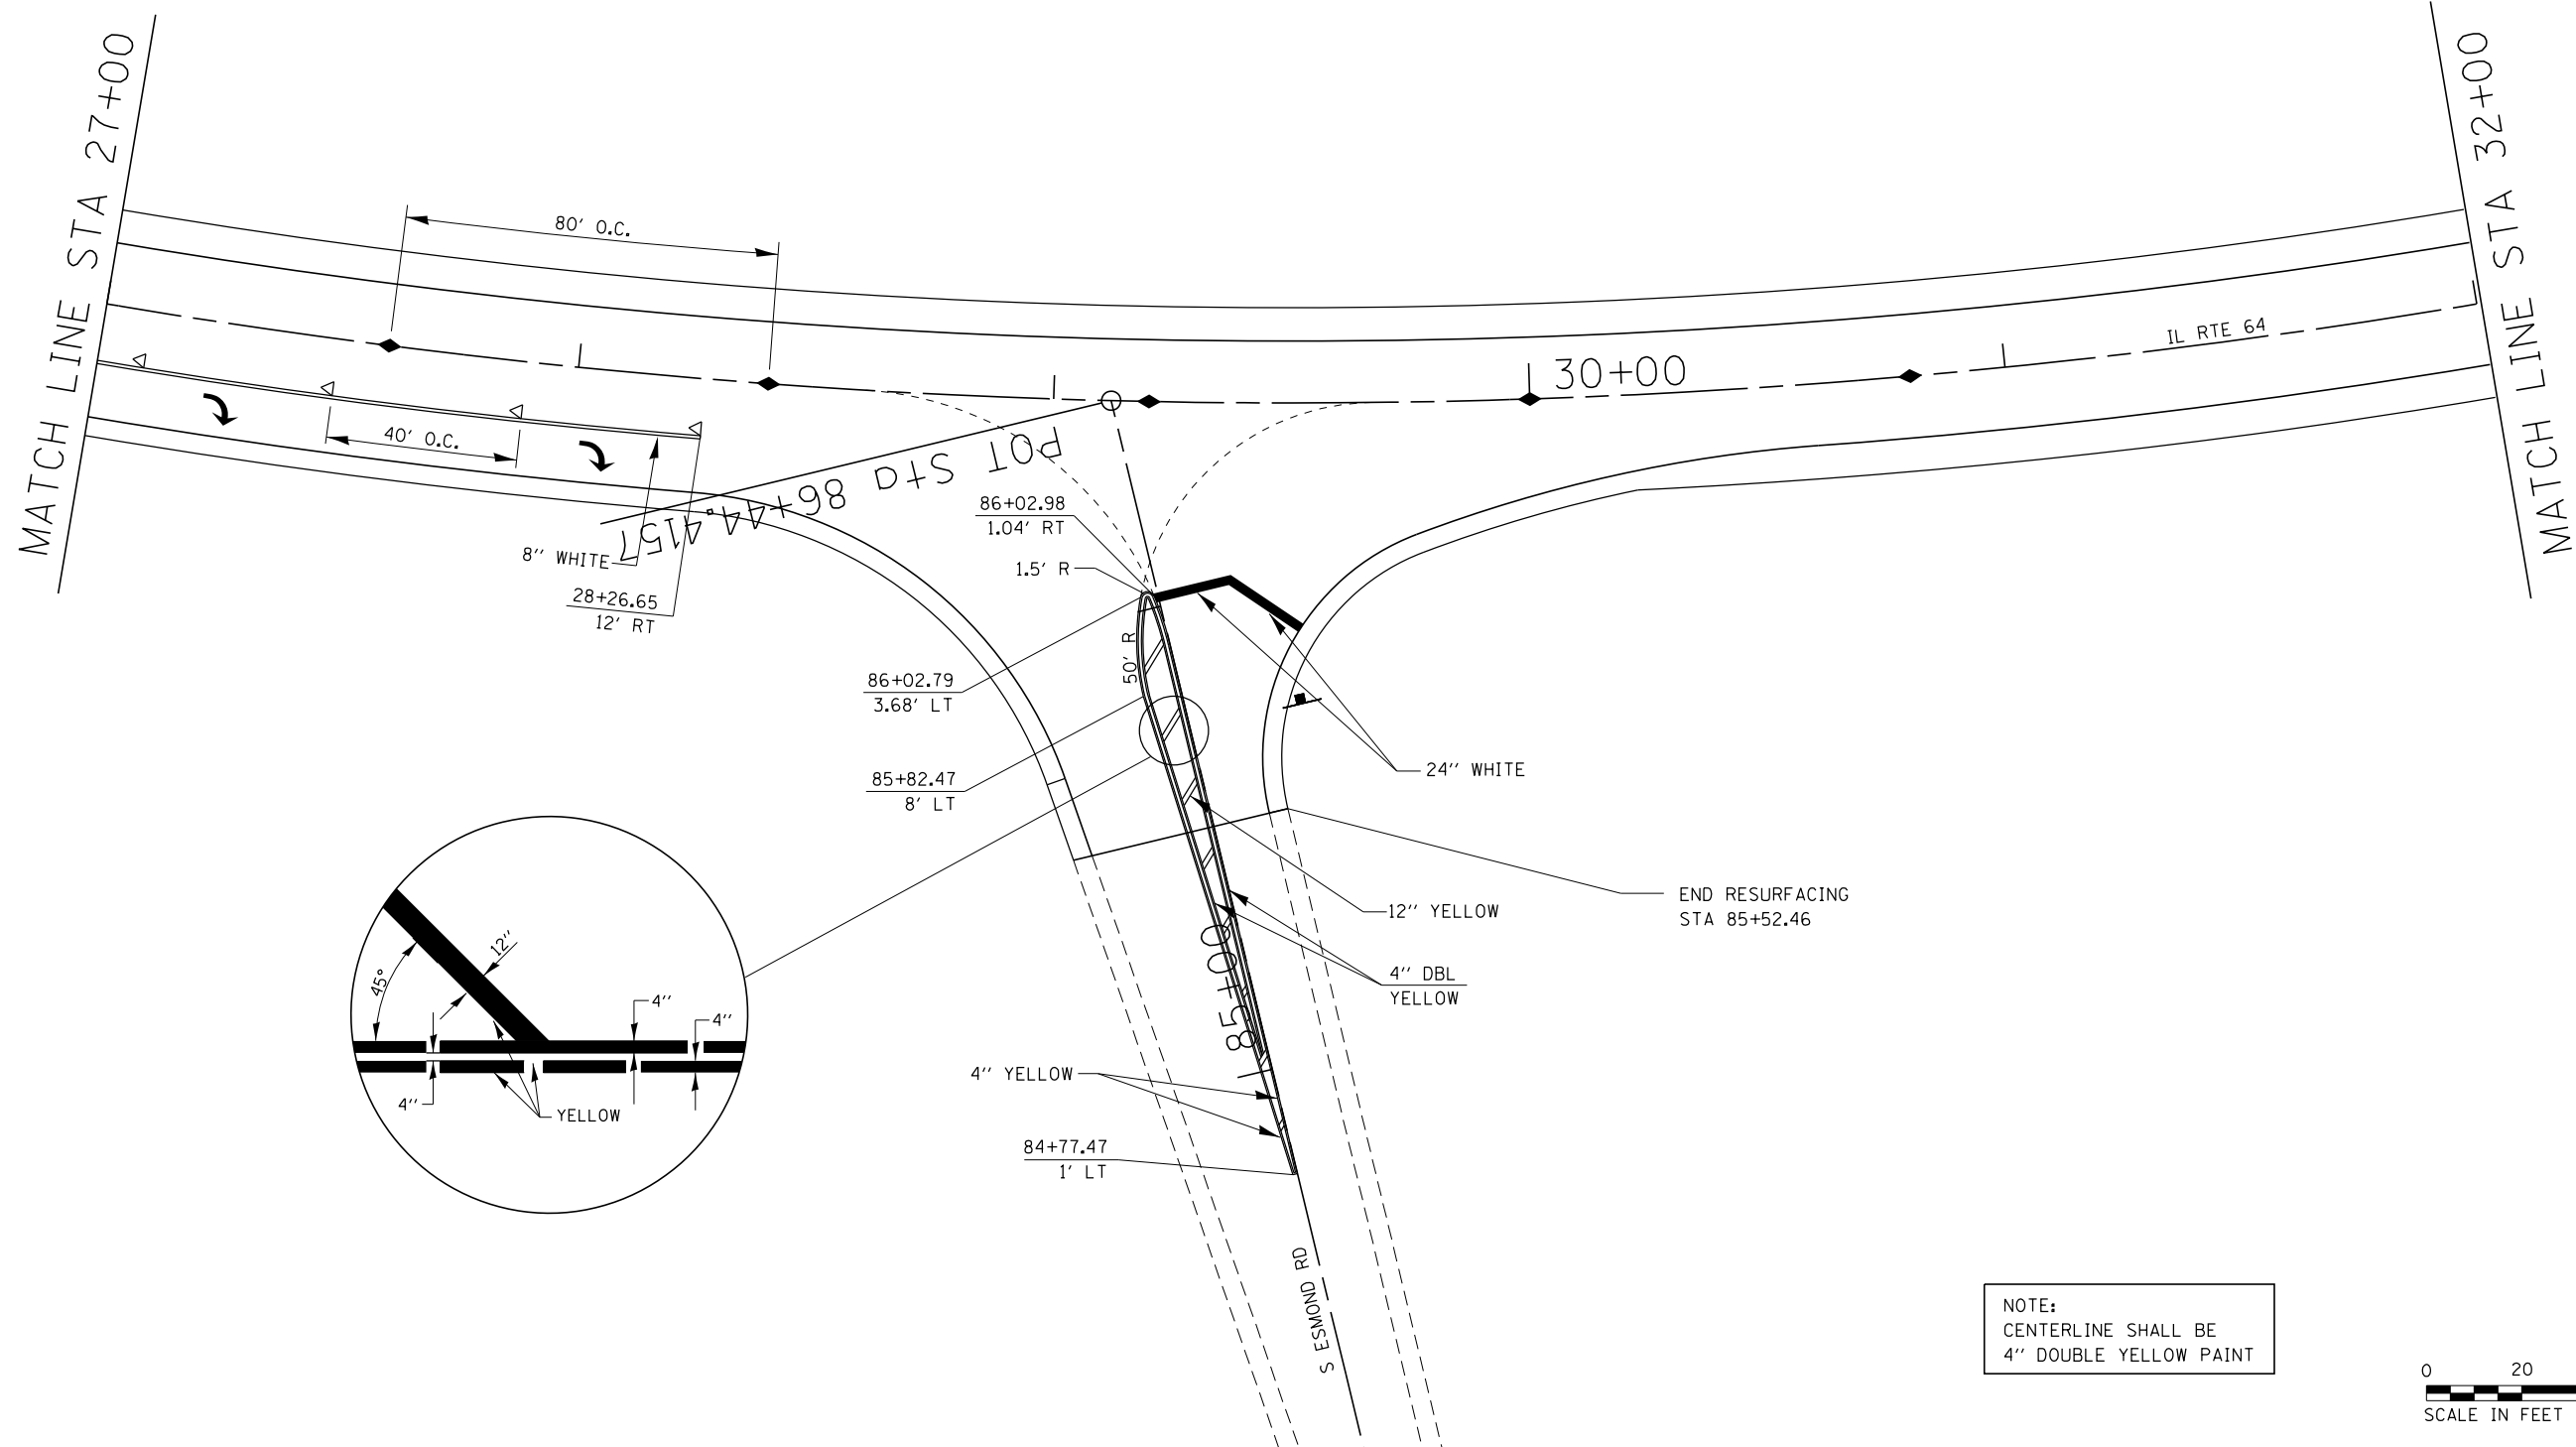 MATCH LINE STA 27+00
MATCH LINE STA 32+00
80' O.C.
IL RTE 64
30+00
40' O.C.
POT Sta 86+44.4157
8'' WHITE
28+26.65
12' RT
86+02.98
1.04' RT
1.5' R
50' R
86+02.79
3.68' LT
85+82.47
8' LT
24'' WHITE
12'' YELLOW
END RESURFACING
STA 85+52.46
4'' DBL
YELLOW
85+00
4'' YELLOW
84+77.47
1' LT
12''
45°
4''
4''
4''
YELLOW
S ESMOND RD
NOTE:
CENTERLINE SHALL BE
4'' DOUBLE YELLOW PAINT
0 20
SCALE IN FEET